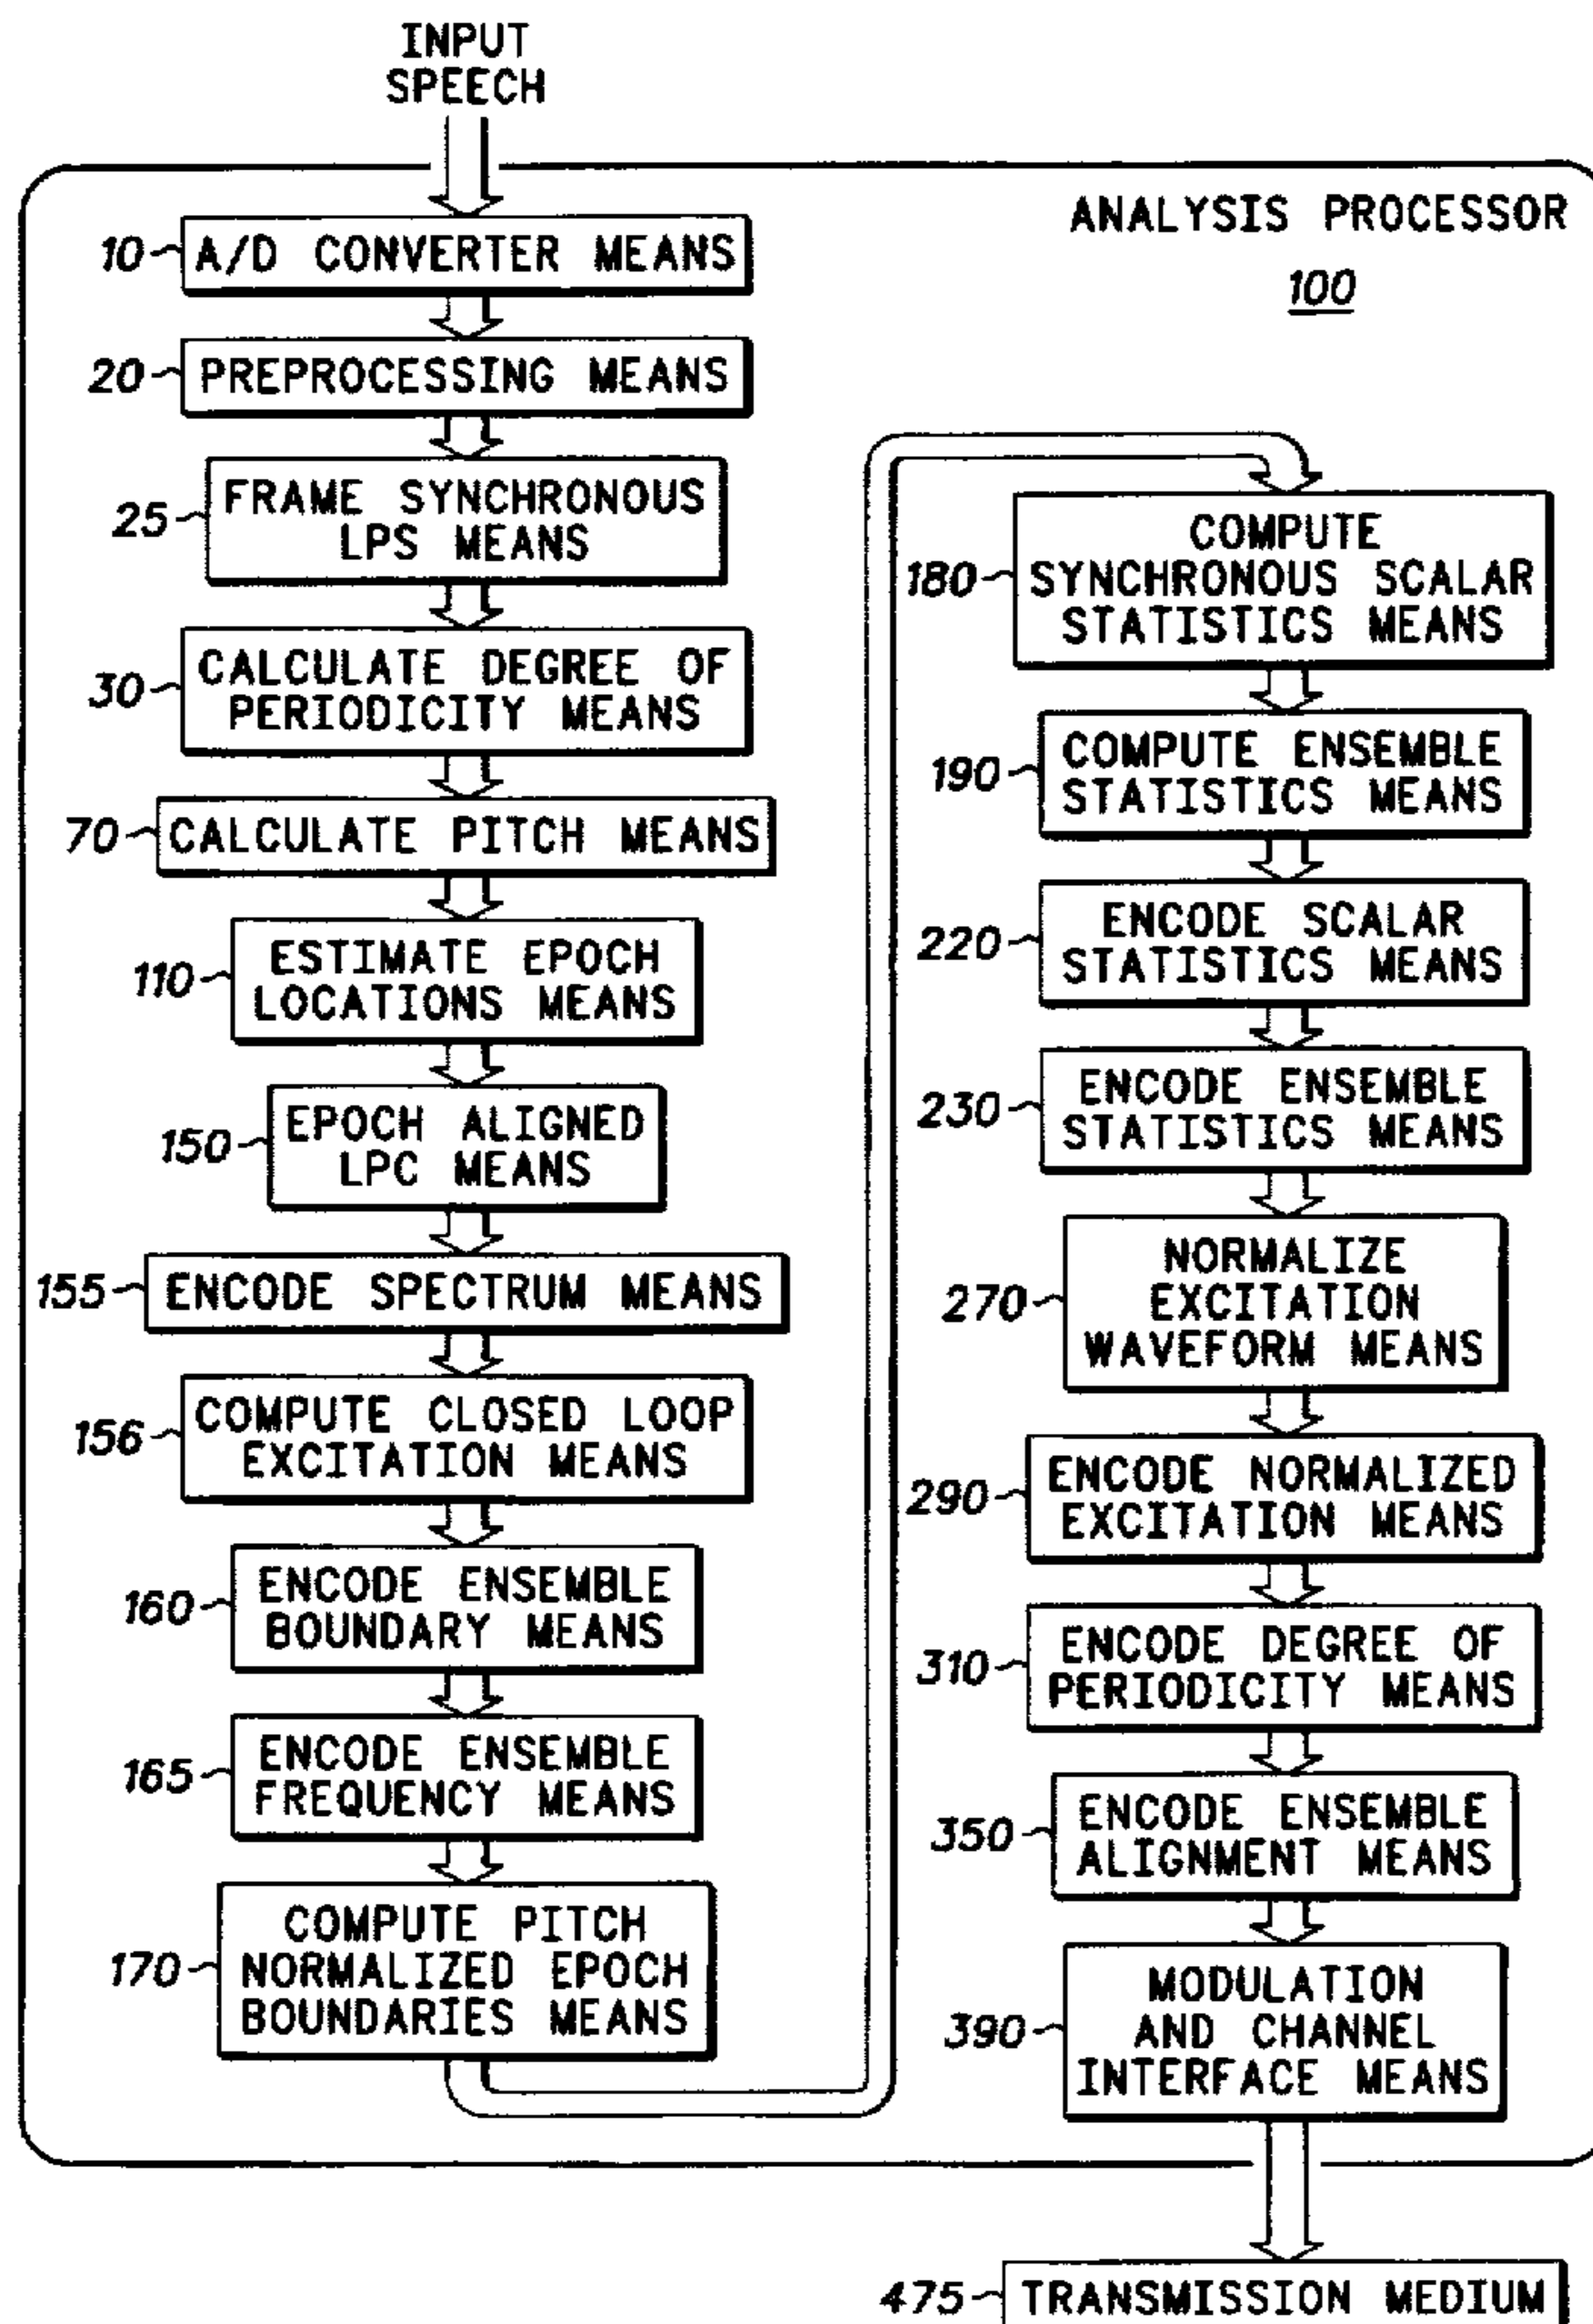 INPUT
SPEECH
ANALYSIS PROCESSOR
100
10
A/D CONVERTER MEANS
20
PREPROCESSING MEANS
25
FRAME SYNCHRONOUS
LPS MEANS
30
CALCULATE DEGREE OF
PERIODICITY MEANS
70
CALCULATE PITCH MEANS
110
ESTIMATE EPOCH
LOCATIONS MEANS
150
EPOCH ALIGNED
LPC MEANS
155
ENCODE SPECTRUM MEANS
156
COMPUTE CLOSED LOOP
EXCITATION MEANS
160
ENCODE ENSEMBLE
BOUNDARY MEANS
165
ENCODE ENSEMBLE
FREQUENCY MEANS
170
COMPUTE PITCH
NORMALIZED EPOCH
BOUNDARIES MEANS
180
COMPUTE
SYNCHRONOUS SCALAR
STATISTICS MEANS
190
COMPUTE ENSEMBLE
STATISTICS MEANS
220
ENCODE SCALAR
STATISTICS MEANS
230
ENCODE ENSEMBLE
STATISTICS MEANS
270
NORMALIZE
EXCITATION
WAVEFORM MEANS
290
ENCODE NORMALIZED
EXCITATION MEANS
310
ENCODE DEGREE OF
PERIODICITY MEANS
350
ENCODE ENSEMBLE
ALIGNMENT MEANS
390
MODULATION
AND CHANNEL
INTERFACE MEANS
475
TRANSMISSION MEDIUM